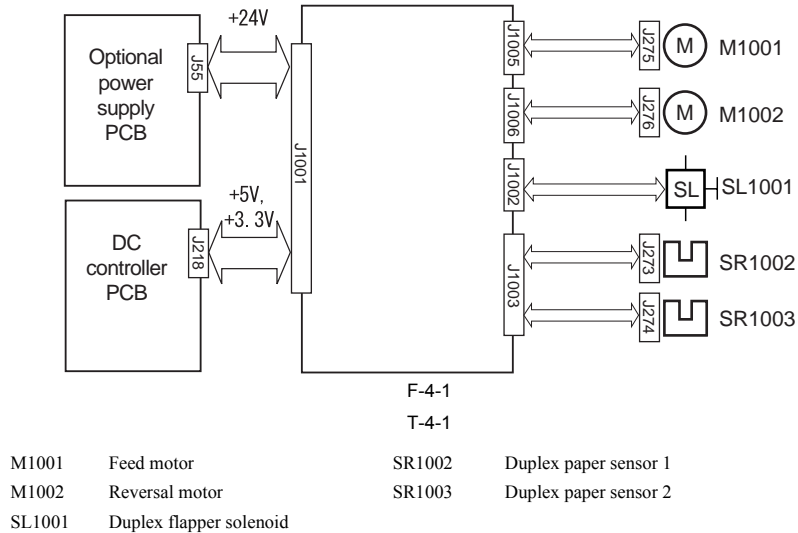 +24V
Optional
power
supply
PCB
J55
J1001
+5V,
+3.3V
DC
controller
PCB
J218
J1005
J275
M
M1001
J1006
J276
M
M1002
J1002
SL
SL1001
J1003
J273
SR1002
J274
SR1003
F-4-1
T-4-1
M1001 Feed motor SR1002 Duplex paper sensor 1
M1002 Reversal motor SR1003 Duplex paper sensor 2
SL1001 Duplex flapper solenoid